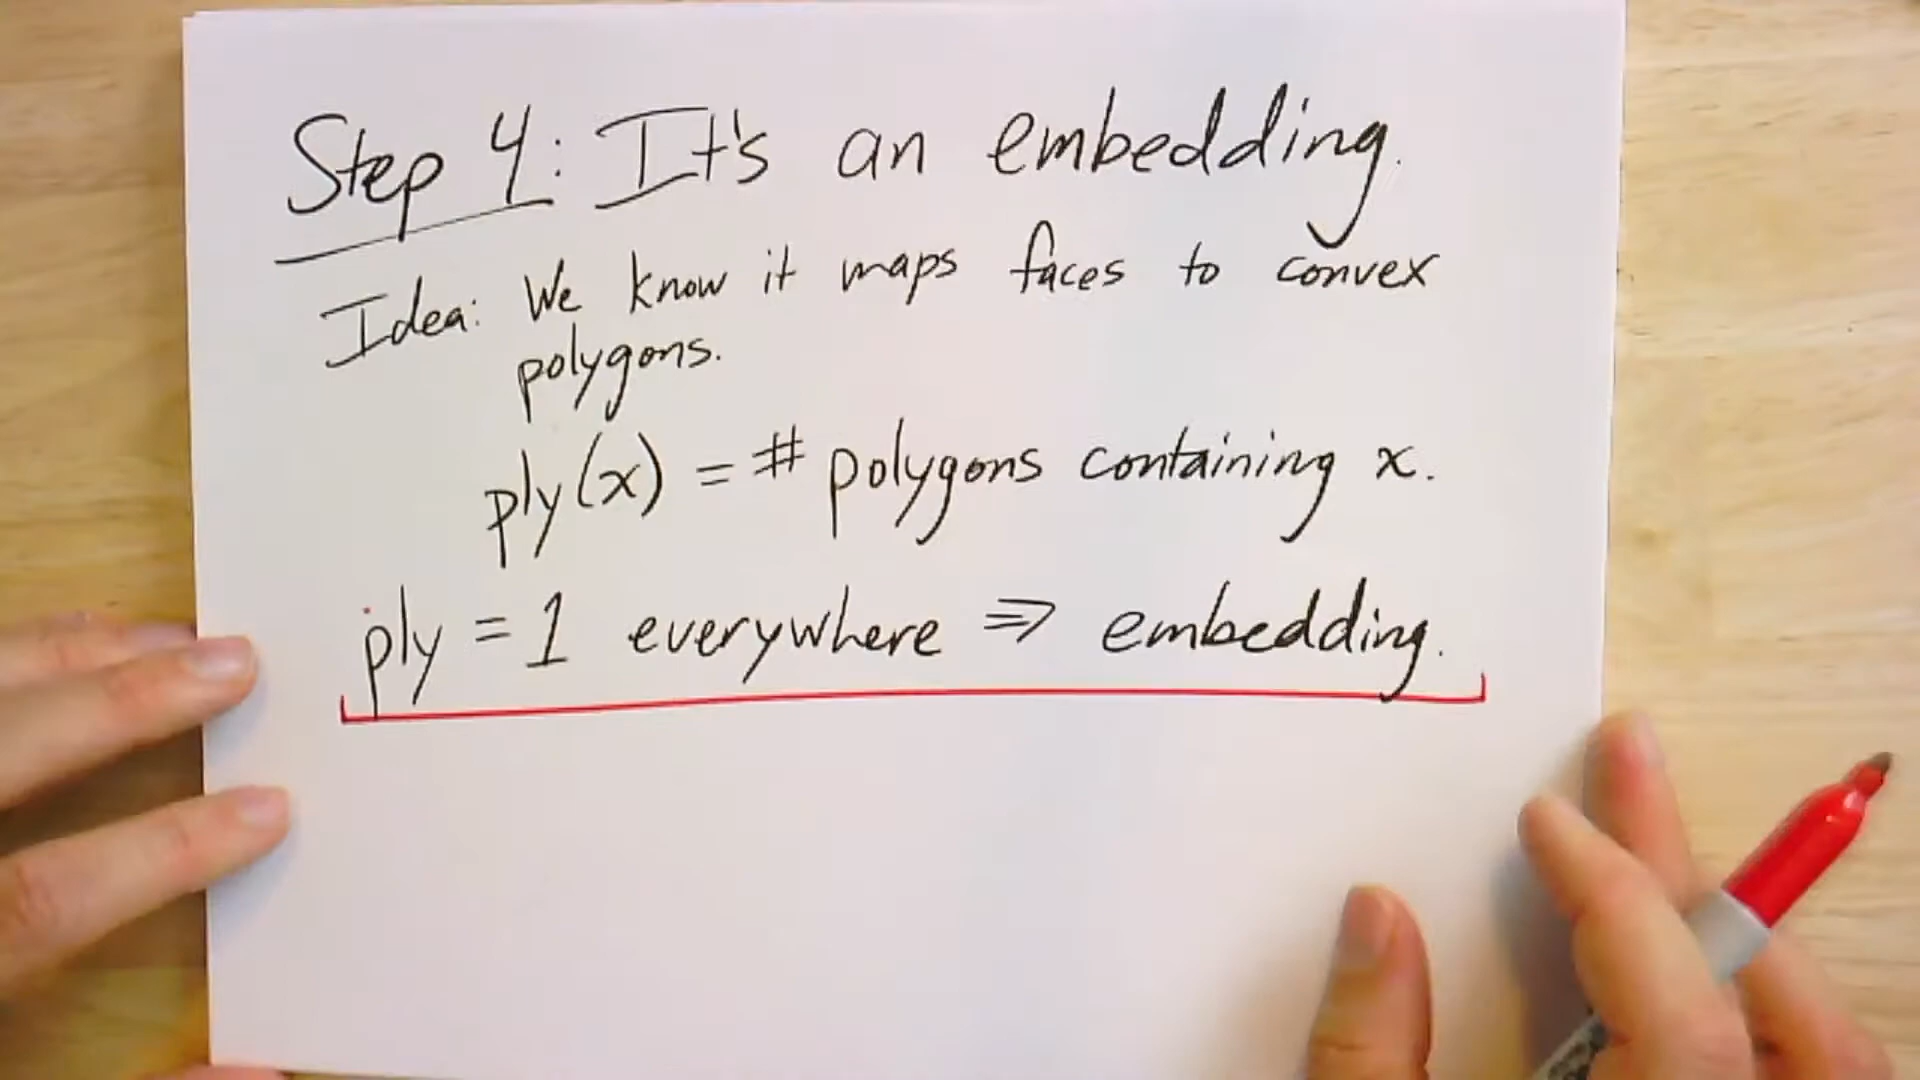 Step 4: It's an embedding.
Idea: We know it maps faces to convex
polygons.
ply(x) = # polygons containing x.
ply = 1 everywhere ⇒ embedding.